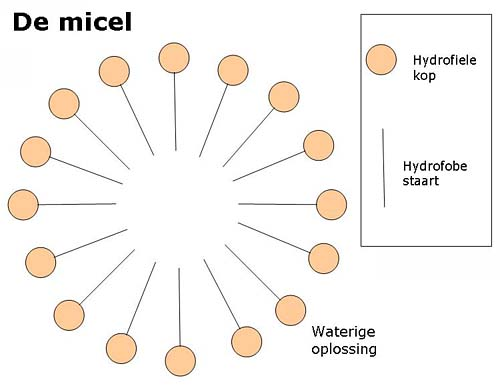 De micel
Hydrofiele
kop
Hydrofobe
staart
Waterige
oplossing